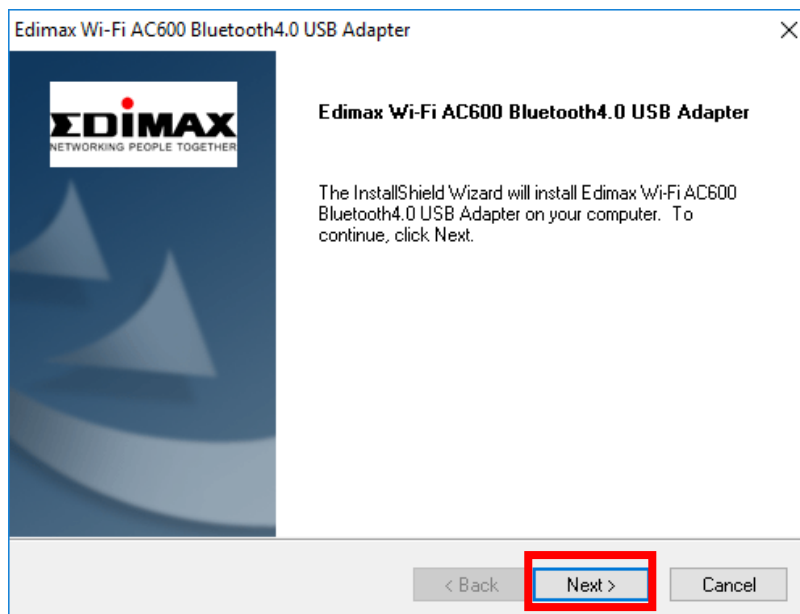 Edimax Wi-Fi AC600 Bluetooth4.0 USB Adapter
EDiMAX
NETWORKING PEOPLE TOGETHER
Edimax Wi-Fi AC600 Bluetooth4.0 USB Adapter
The InstallShield Wizard will install Edimax Wi-Fi AC600
Bluetooth4.0 USB Adapter on your computer. To
continue, click Next.
< Back
Next >
Cancel